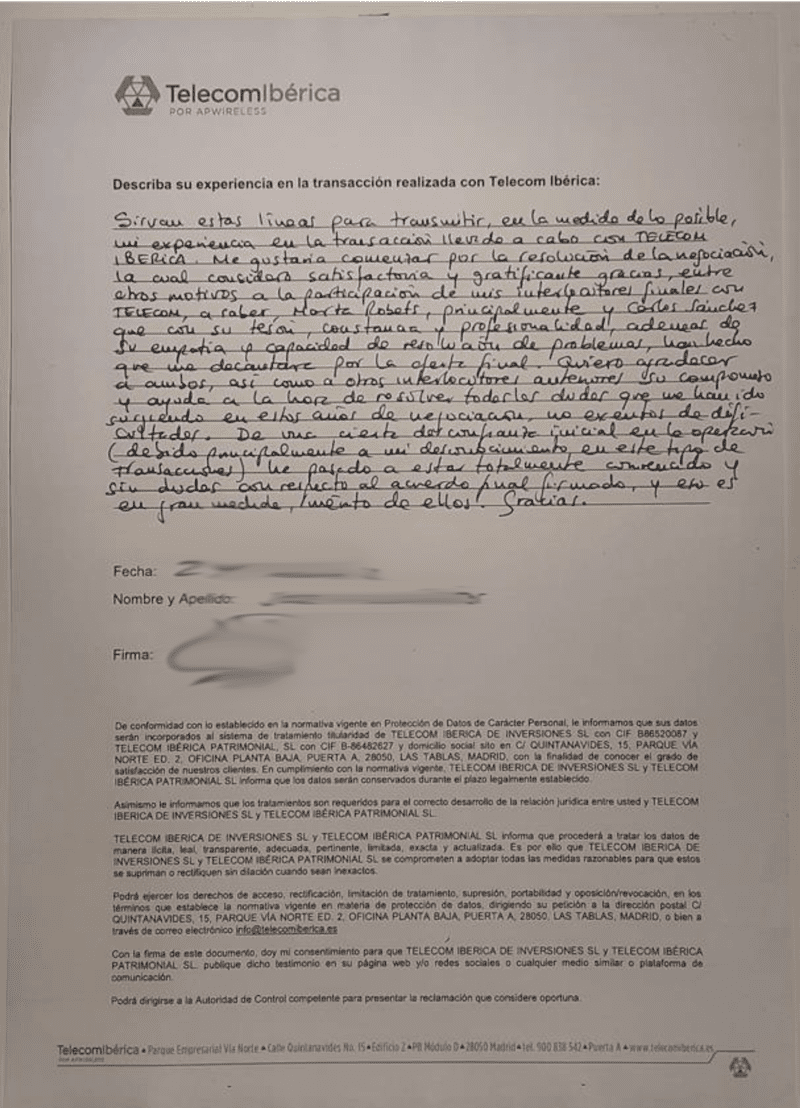 TelecomIbérica
POR APWIRELESS
Describa su experiencia en la transacción realizada con Telecom Ibérica:
Sirvan estas líneas para transmitir, en la medida de lo posible,
mi experiencia en la transacción llevada a cabo con TELECOM
IBERICA. Me gustaría comenzar por la resolución de la negociación,
la cual considero satisfactoria y gratificante gracias, entre
otros motivos a la participación de mis interlocutores finales con
TELECOM, a saber, Marta Robets, principalmente y Carlos Sánchez
que con su tesón, constancia y profesionalidad, además de
su empatía y capacidad de resolución de problemas, han hecho
que me decantara por la oferta final. Quiero agradecer
a ambos, así como a otros interlocutores anteriores su compromiso
y ayuda a la hora de resolver todas las dudas que me han ido
surgiendo en estos años de negociación, no exentos de difi-
cultades. De una cierta desconfianza inicial en la operación
(debido principalmente a mi desconocimiento en este tipo de
transacciones) he pasado a estar totalmente convencido y
sin dudas con respecto al acuerdo final firmado, y eso es
en gran medida, ¡mérito de ellos! Gracias.
Fecha:
Nombre y Apellido:
Firma:
De conformidad con lo establecido en la normativa vigente en Protección de Datos de Carácter Personal, le informamos que sus datos
serán incorporados al sistema de tratamiento titularidad de TELECOM IBERICA DE INVERSIONES SL con CIF B86520087 y
TELECOM IBÉRICA PATRIMONIAL, SL con CIF B-86482627 y domicilio social sito en C/ QUINTANAVIDES, 15, PARQUE VÍA
NORTE ED. 2, OFICINA PLANTA BAJA, PUERTA A, 28050, LAS TABLAS, MADRID, con la finalidad de conocer el grado de
satisfacción de nuestros clientes. En cumplimiento con la normativa vigente, TELECOM IBERICA DE INVERSIONES SL y TELECOM
IBÉRICA PATRIMONIAL SL informa que los datos serán conservados durante el plazo legalmente establecido.
Asimismo le informamos que los tratamientos son requeridos para el correcto desarrollo de la relación jurídica entre usted y TELECOM
IBERICA DE INVERSIONES SL y TELECOM IBÉRICA PATRIMONIAL SL.
TELECOM IBERICA DE INVERSIONES SL y TELECOM IBÉRICA PATRIMONIAL SL informa que procederá a tratar los datos de
manera lícita, leal, transparente, adecuada, pertinente, limitada, exacta y actualizada. Es por ello que TELECOM IBERICA DE
INVERSIONES SL y TELECOM IBÉRICA PATRIMONIAL SL se comprometen a adoptar todas las medidas razonables para que estos
se supriman o rectifiquen sin dilación cuando sean inexactos.
Podrá ejercer los derechos de acceso, rectificación, limitación de tratamiento, supresión, portabilidad y oposición/revocación, en los
términos que establece la normativa vigente en materia de protección de datos, dirigiendo su petición a la dirección postal C/
QUINTANAVIDES, 15, PARQUE VÍA NORTE ED. 2, OFICINA PLANTA BAJA, PUERTA A, 28050, LAS TABLAS, MADRID, o bien a
través de correo electrónico info@telecomiberica.es
Con la firma de este documento, doy mi consentimiento para que TELECOM IBERICA DE INVERSIONES SL y TELECOM IBÉRICA
PATRIMONIAL SL. publique dicho testimonio en su página web y/o redes sociales o cualquier medio similar o plataforma de
comunicación.
Podrá dirigirse a la Autoridad de Control competente para presentar la reclamación que considere oportuna.
TelecomIbérica Parque Empresarial Vía Norte Calle Quintanavides No. 15 Edificio 2 PB Módulo D 28050 Madrid tel. 900 838 542 Puerta A www.telecomiberica.es
POR APWIRELESS